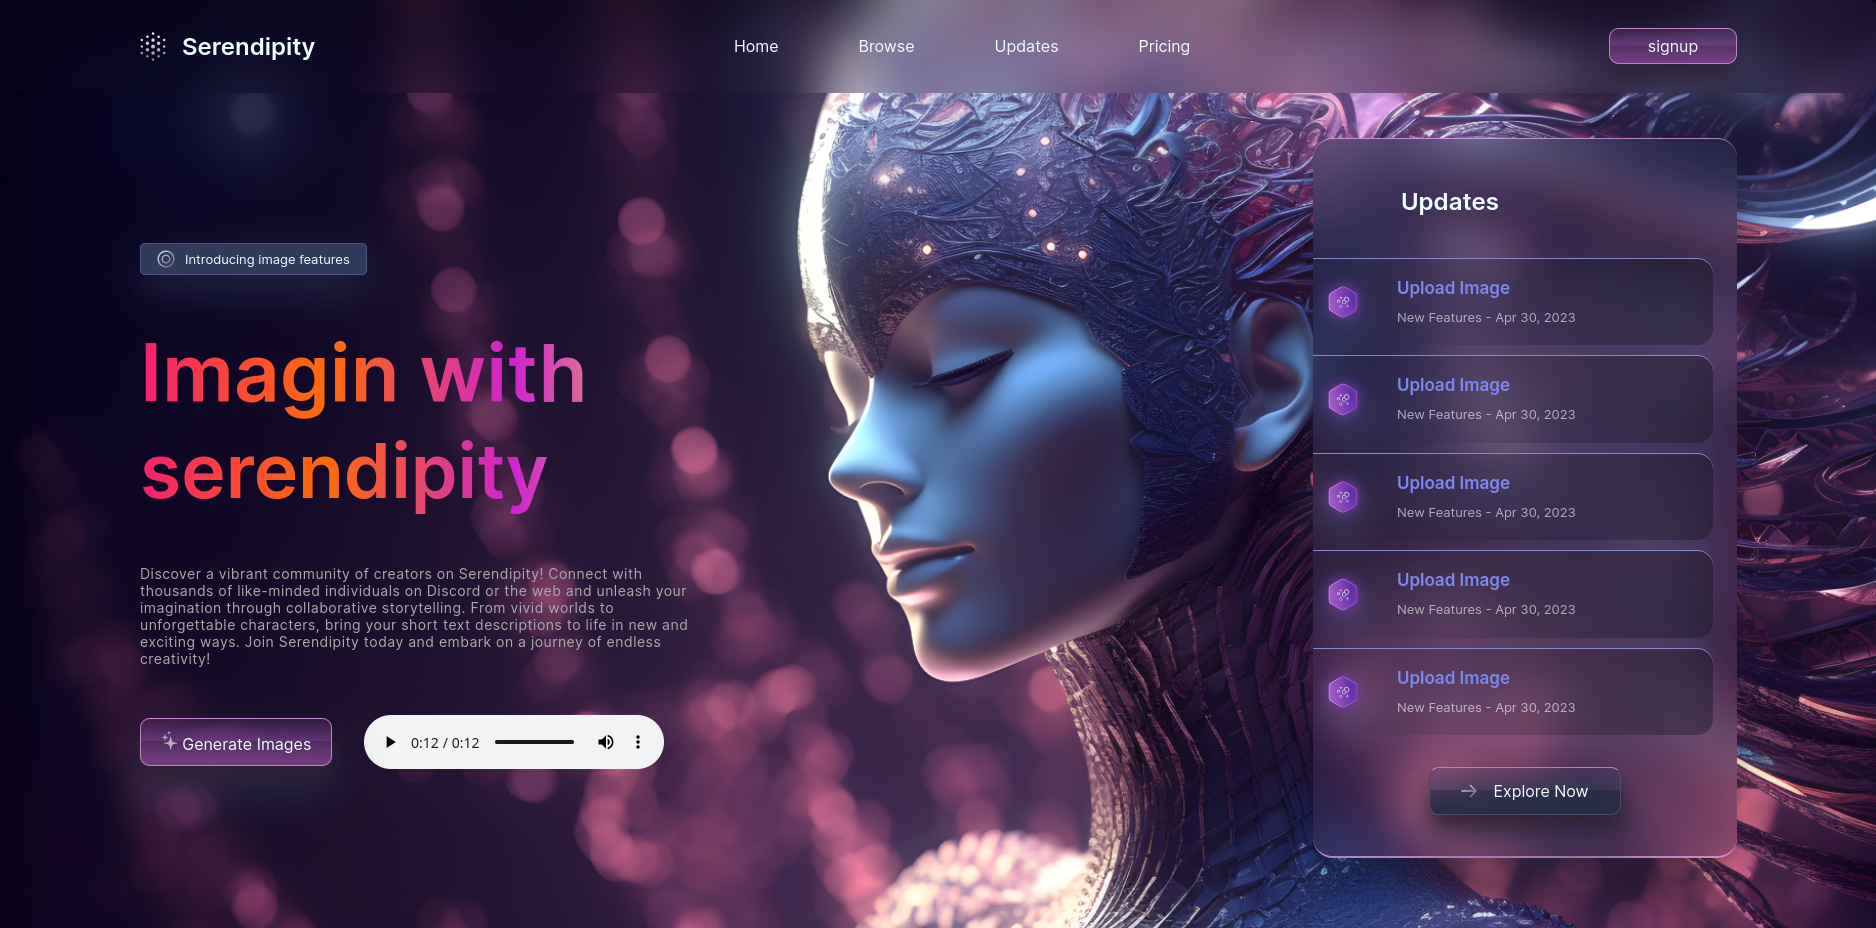 Serendipity
Home
Browse
Updates
Pricing
signup
Introducing image features
Imagin with
serendipity
Discover a vibrant community of creators on Serendipity! Connect with
thousands of like-minded individuals on Discord or the web and unleash your
imagination through collaborative storytelling. From vivid worlds to
unforgettable characters, bring your short text descriptions to life in new and
exciting ways. Join Serendipity today and embark on a journey of endless
creativity!
Generate Images
0:12 / 0:12
Updates
Upload Image
New Features - Apr 30, 2023
Upload Image
New Features - Apr 30, 2023
Upload Image
New Features - Apr 30, 2023
Upload Image
New Features - Apr 30, 2023
Upload Image
New Features - Apr 30, 2023
Explore Now